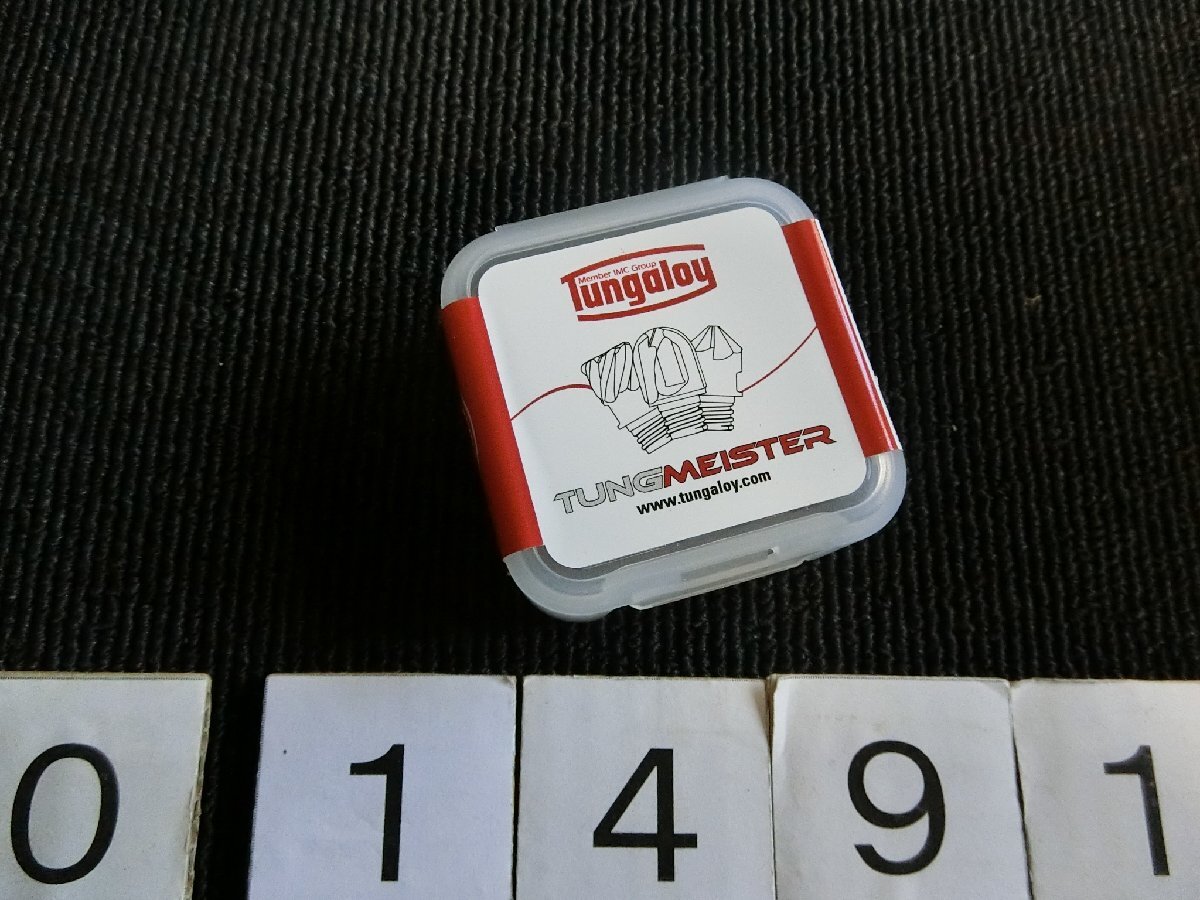 Member IMC Group
Tungaloy
TUNGMEISTER
www.tungaloy.com
0 1 4 9 1